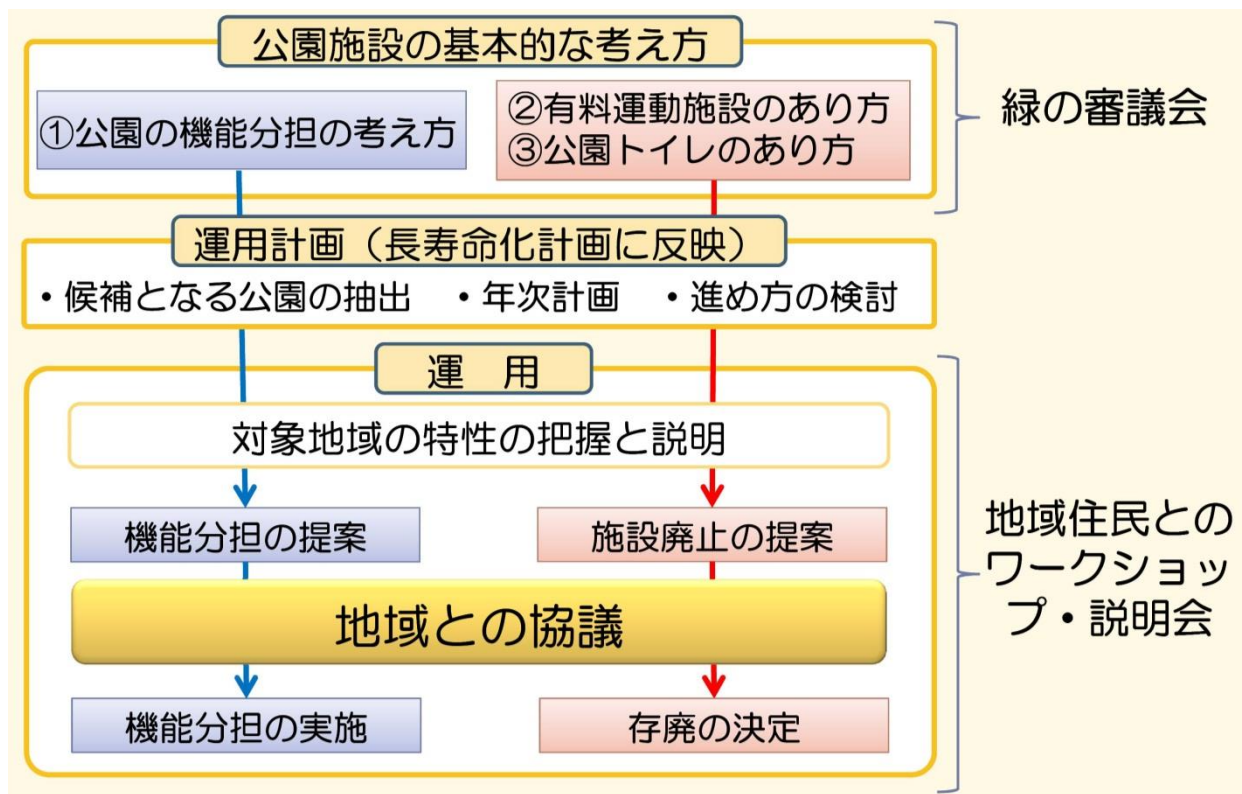 公園施設の基本的な考え方
①公園の機能分担の考え方
②有料運動施設のあり方
③公園トイレのあり方
緑の審議会
運用計画（長寿命化計画に反映）
・候補となる公園の抽出　・年次計画　・進め方の検討
運　用
対象地域の特性の把握と説明
機能分担の提案
施設廃止の提案
地域との協議
機能分担の実施
存廃の決定
地域住民との
ワークショッ
プ・説明会